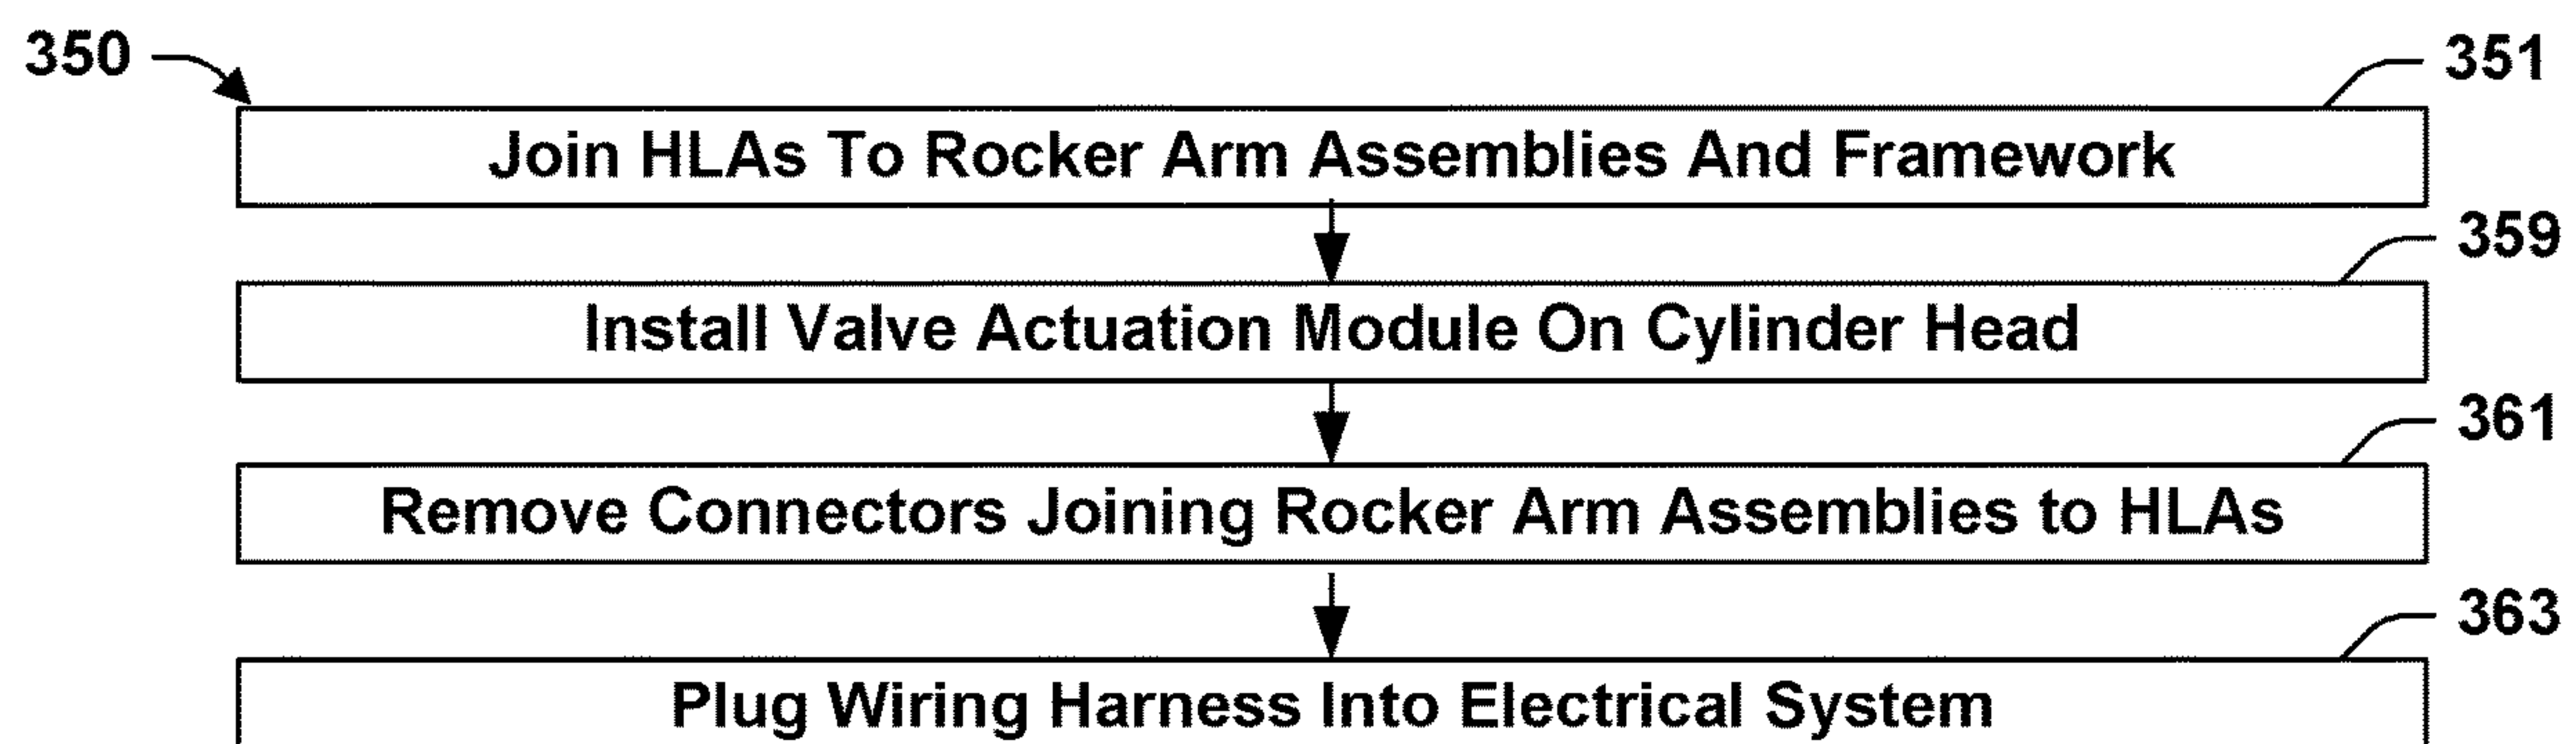 350
351
Join HLAs To Rocker Arm Assemblies And Framework
359
Install Valve Actuation Module On Cylinder Head
361
Remove Connectors Joining Rocker Arm Assemblies to HLAs
363
Plug Wiring Harness Into Electrical System